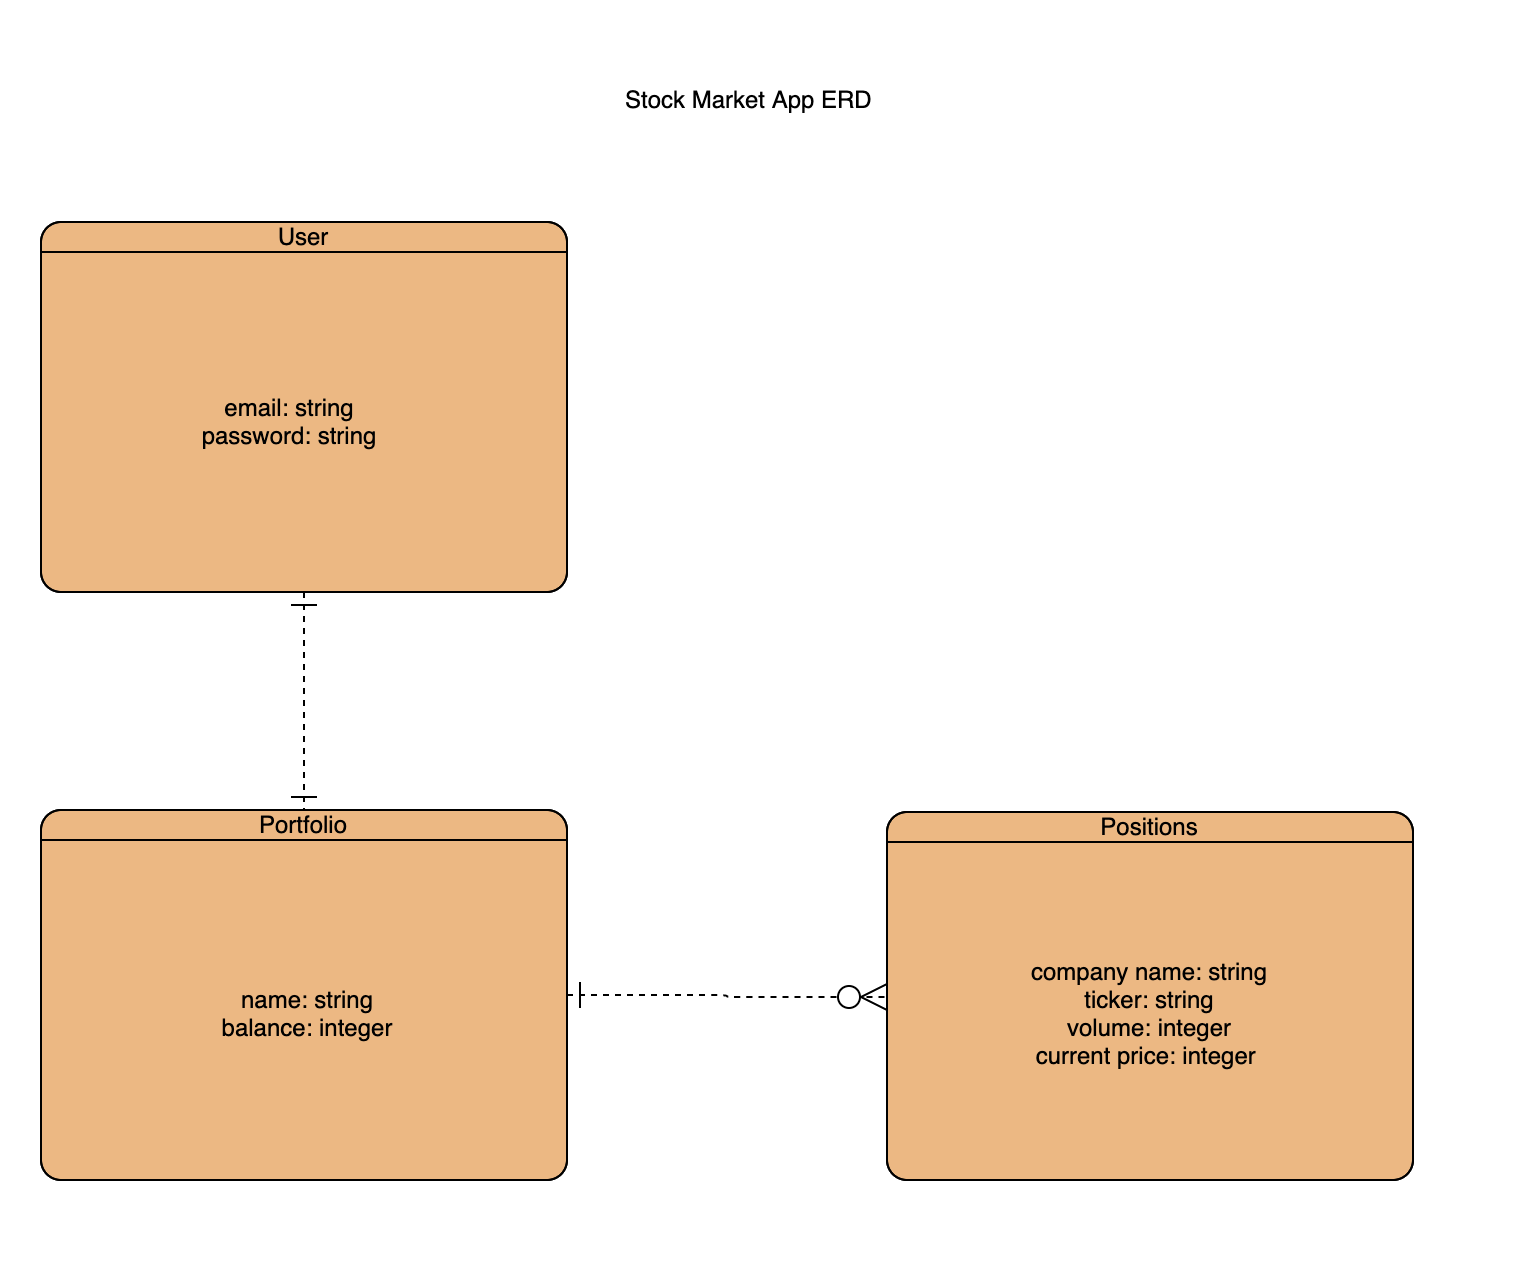 Stock Market App ERD
User
email: string
password: string
Portfolio
name: string
balance: integer
Positions
company name: string
ticker: string
volume: integer
current price: integer